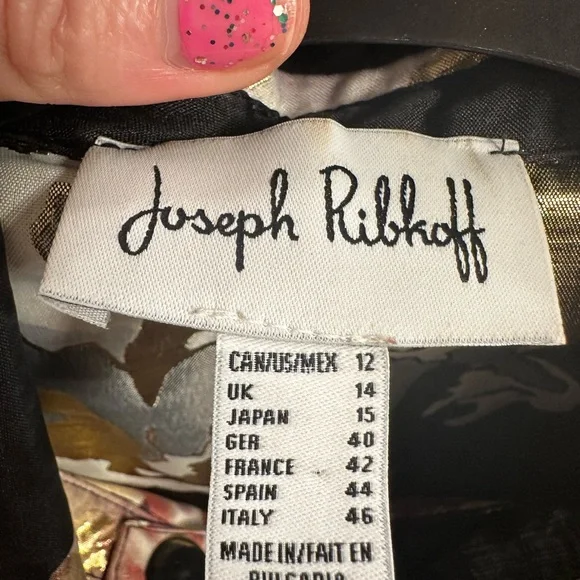 Joseph Ribkoff
CAN/US/MEX 12
UK 14
JAPAN 15
GER 40
FRANCE 42
SPAIN 44
ITALY 46
MADE IN/FAIT EN
BULGARIA